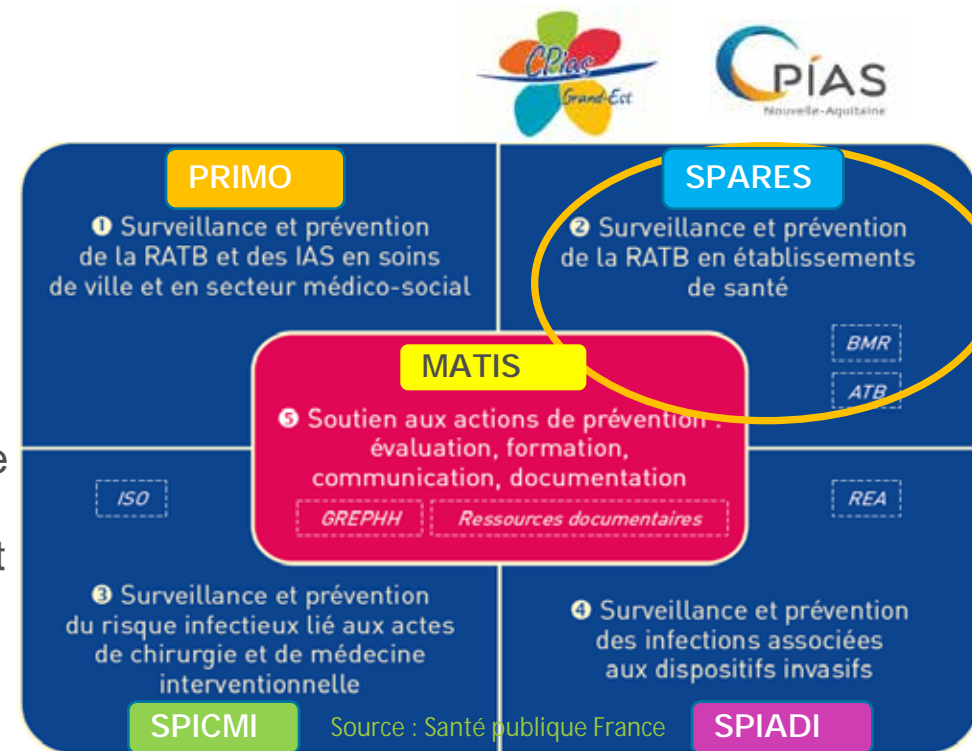 CPias
Grand-Est
CPÍAS
Nouvelle-Aquitaine
PRIMO
❶ Surveillance et prévention
de la RATB et des IAS en soins
de ville et en secteur médico-social
SPARES
❷ Surveillance et prévention
de la RATB en établissements
de santé
BMR
ATB
MATIS
❺ Soutien aux actions de prévention :
évaluation, formation,
communication, documentation
GREPHH
Ressources documentaires
e
t
ISO
❸ Surveillance et prévention
du risque infectieux lié aux actes
de chirurgie et de médecine
interventionnelle
SPICMI
REA
❹ Surveillance et prévention
des infections associées
aux dispositifs invasifs
SPIADI
Source : Santé publique France